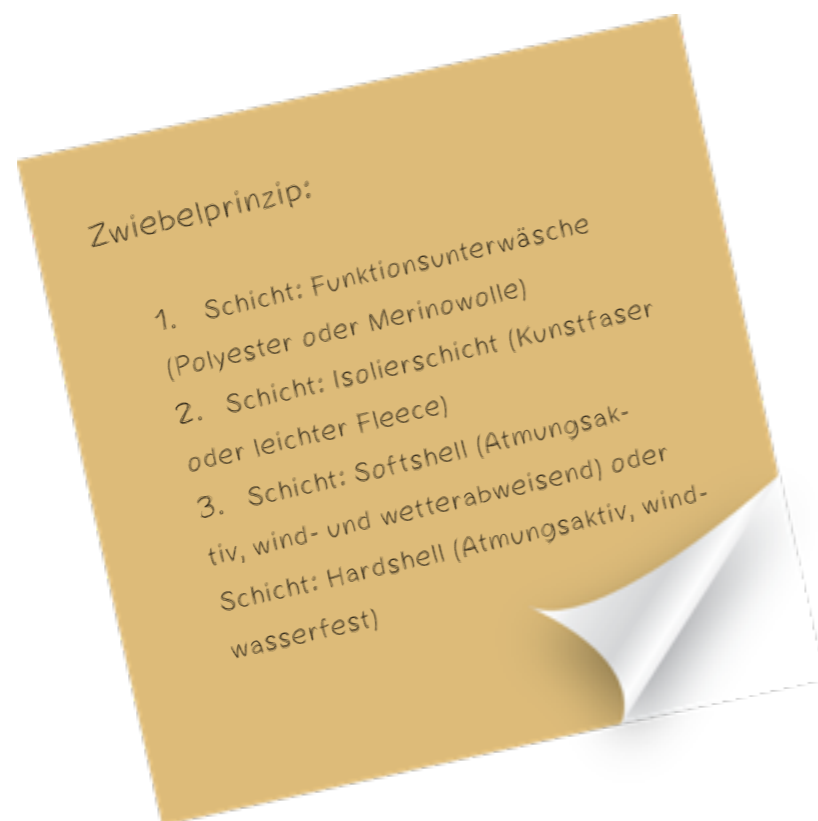 Zwiebelprinzip:
1. Schicht: Funktionsunterwäsche
(Polyester oder Merinowolle)
2. Schicht: Isolierschicht (Kunstfaser
oder leichter Fleece)
3. Schicht: Softshell (Atmungsak-
tiv, wind- und wetterabweisend) oder
Schicht: Hardshell (Atmungsaktiv, wind-
wasserfest)